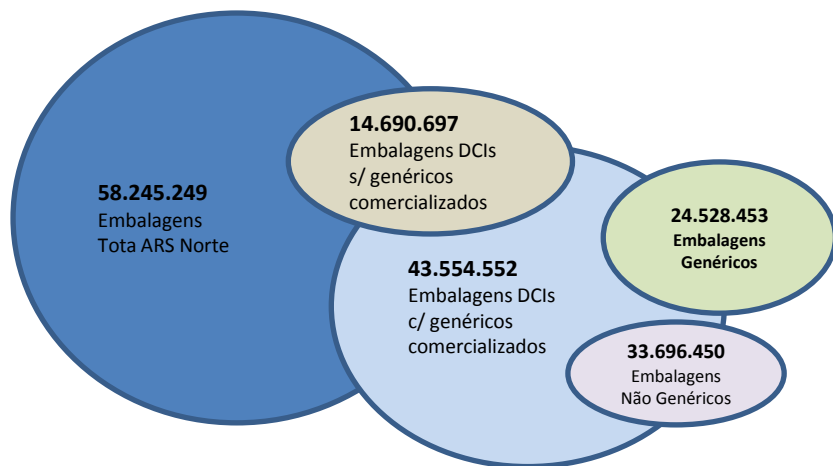 58.245.249
Embalagens
Tota ARS Norte
14.690.697
Embalagens DCIs
s/ genéricos
comercializados
43.554.552
Embalagens DCIs
c/ genéricos
comercializados
24.528.453
Embalagens
Genéricos
33.696.450
Embalagens
Não Genéricos